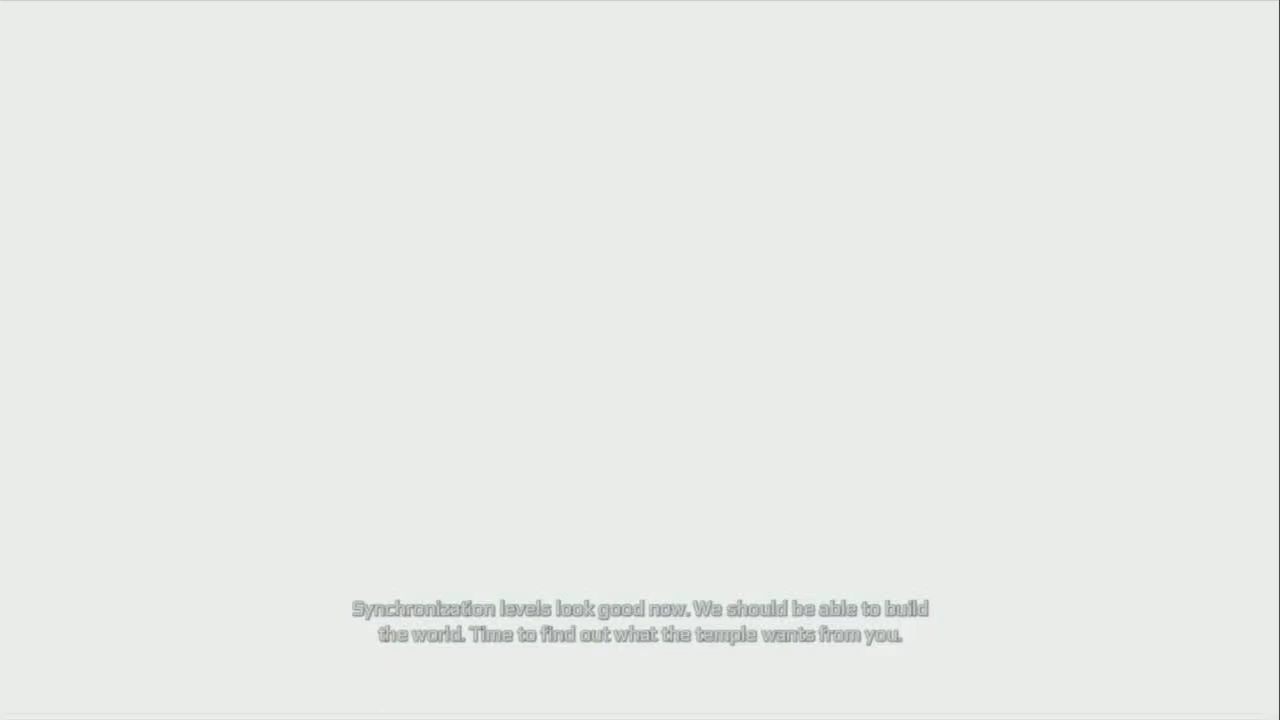 Synchronization levels look good now. We should be able to build
the world. Time to find out what the temple wants from you.